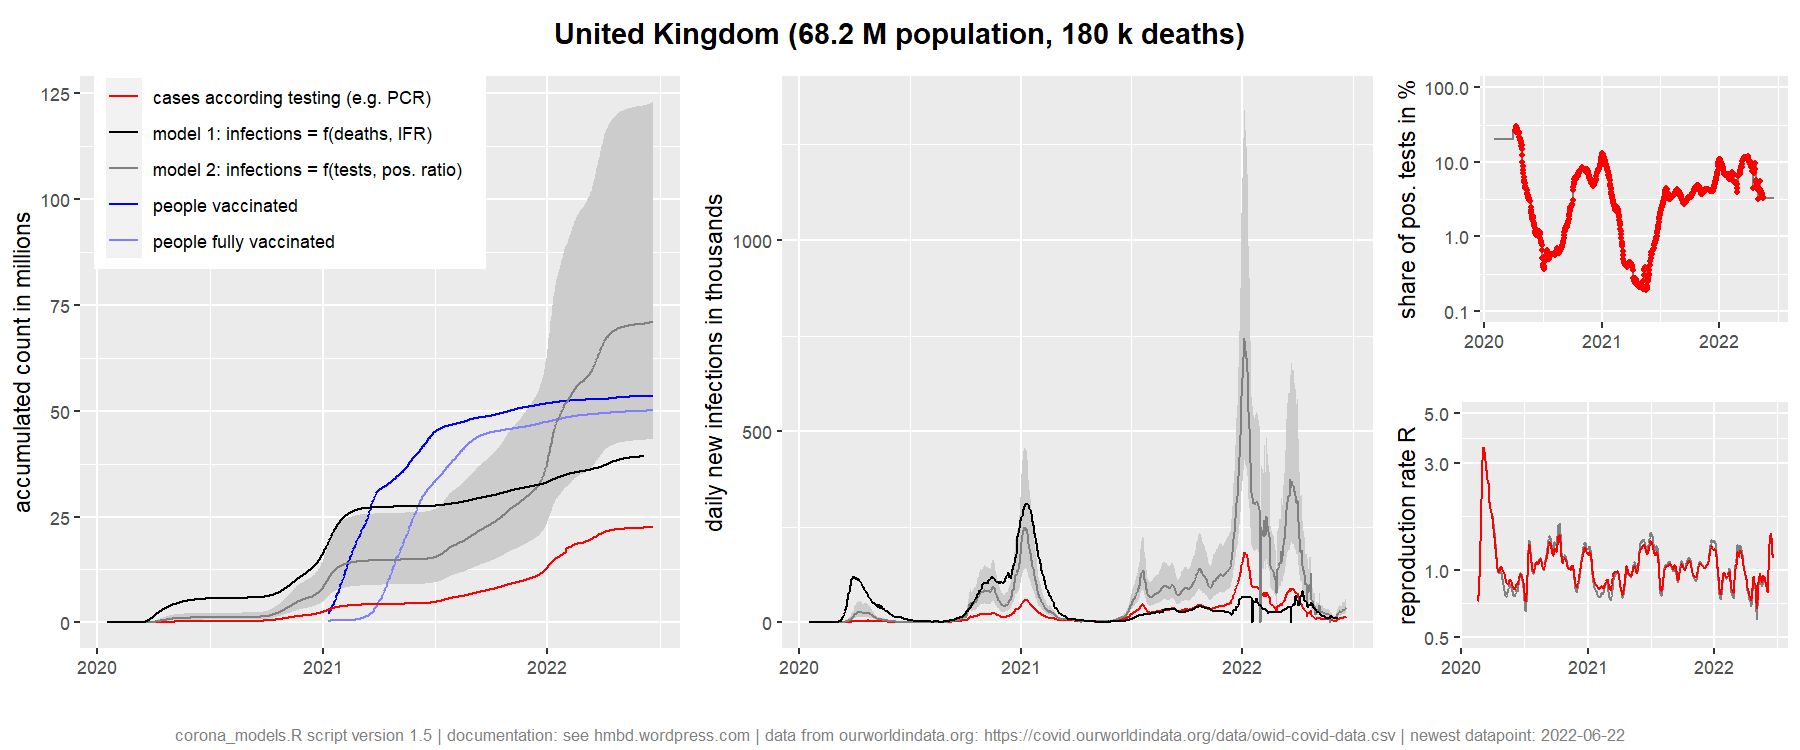 United Kingdom (68.2 M population, 180 k deaths)
accumulated count in millions
125
100
75
50
25
0
cases according testing (e.g. PCR)
model 1: infections = f(deaths, IFR)
model 2: infections = f(tests, pos. ratio)
people vaccinated
people fully vaccinated
2020 2021 2022
daily new infections in thousands
1000
500
0
2020 2021 2022
share of pos. tests in %
100.0
10.0
1.0
0.1
2020 2021 2022
reproduction rate R
5.0
3.0
1.0
0.5
2020 2021 2022
corona_models.R script version 1.5 | documentation: see hmbd.wordpress.com | data from ourworldindata.org: https://covid.ourworldindata.org/data/owid-covid-data.csv | newest datapoint: 2022-06-22